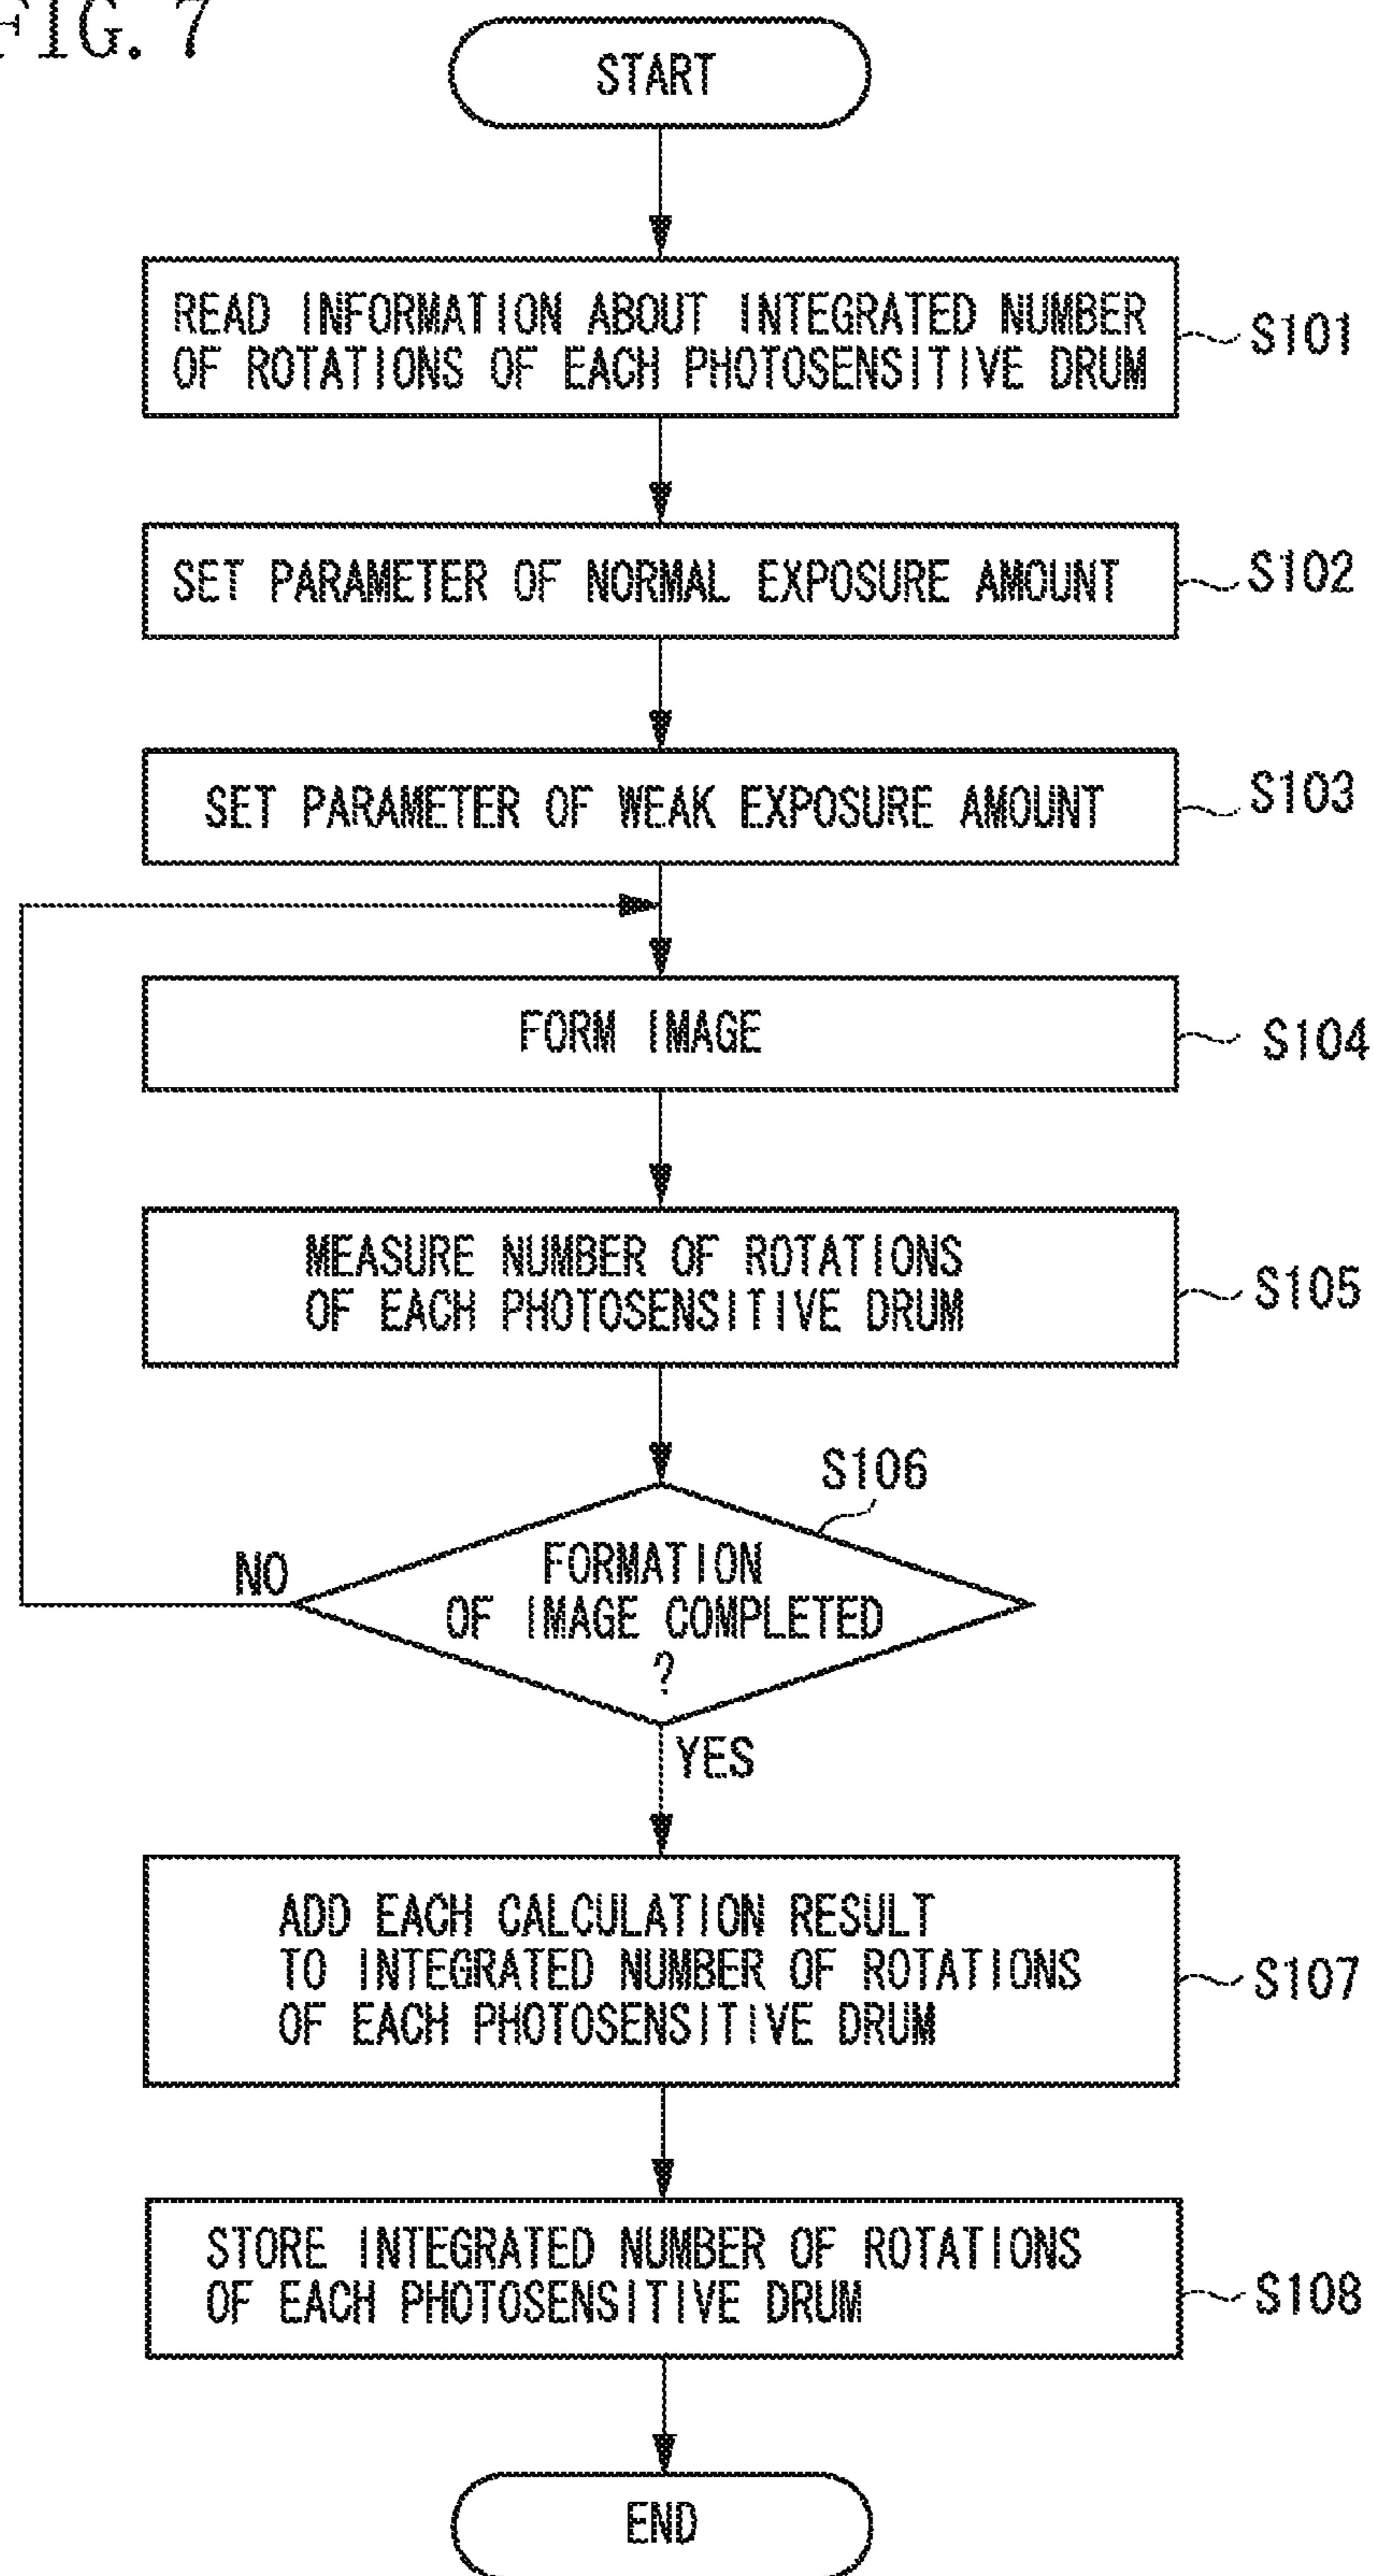 FIG. 7
START
READ INFORMATION ABOUT INTEGRATED NUMBER
OF ROTATIONS OF EACH PHOTOSENSITIVE DRUM
S101
SET PARAMETER OF NORMAL EXPOSURE AMOUNT
S102
SET PARAMETER OF WEAK EXPOSURE AMOUNT
S103
FORM IMAGE
S104
MEASURE NUMBER OF ROTATIONS
OF EACH PHOTOSENSITIVE DRUM
S105
S106
FORMATION
OF IMAGE COMPLETED
?
NO
YES
ADD EACH CALCULATION RESULT
TO INTEGRATED NUMBER OF ROTATIONS
OF EACH PHOTOSENSITIVE DRUM
S107
STORE INTEGRATED NUMBER OF ROTATIONS
OF EACH PHOTOSENSITIVE DRUM
S108
END